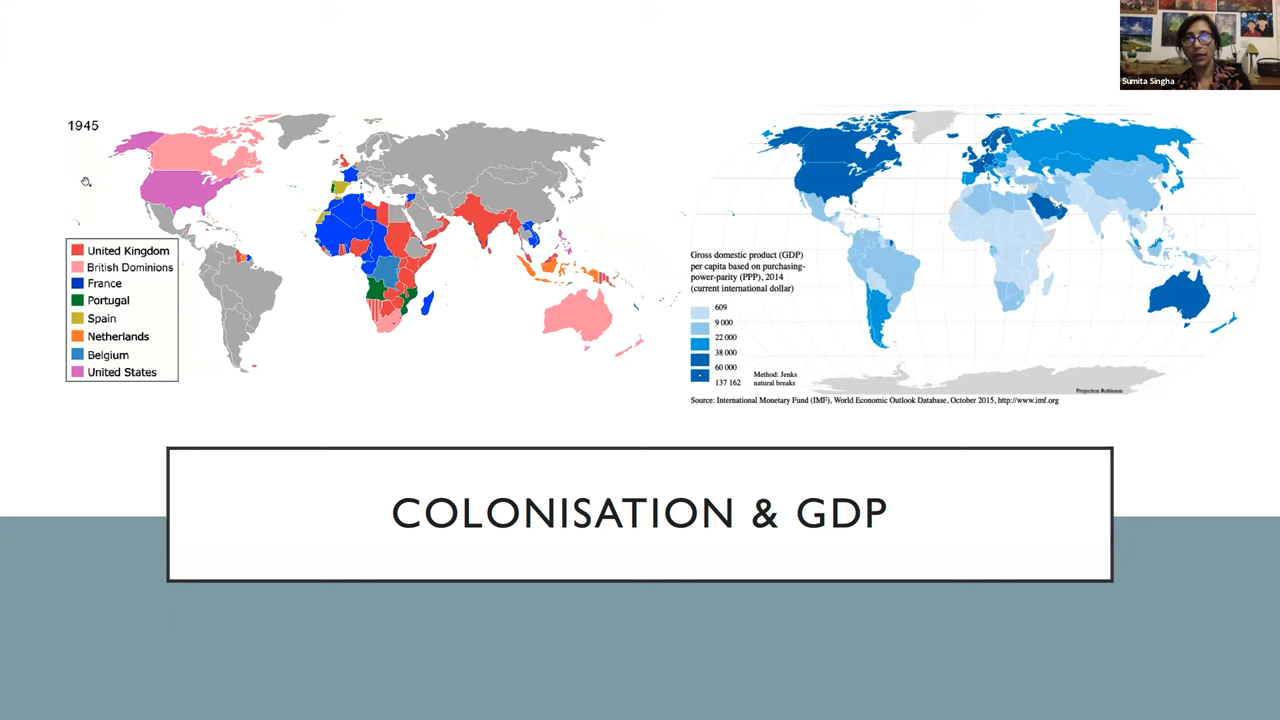 Sumita Singha
1945
United Kingdom
British Dominions
France
Portugal
Spain
Netherlands
Belgium
United States
Gross domestic product (GDP)
per capita based on purchasing-
power-parity (PPP), 2014
(current international dollar)
609
9 000
22 000
38 000
60 000
137 162
Method: Jenks
natural breaks
Projection Robinson
Source: International Monetary Fund (IMF), World Economic Outlook Database, October 2015, http://www.imf.org
COLONISATION & GDP